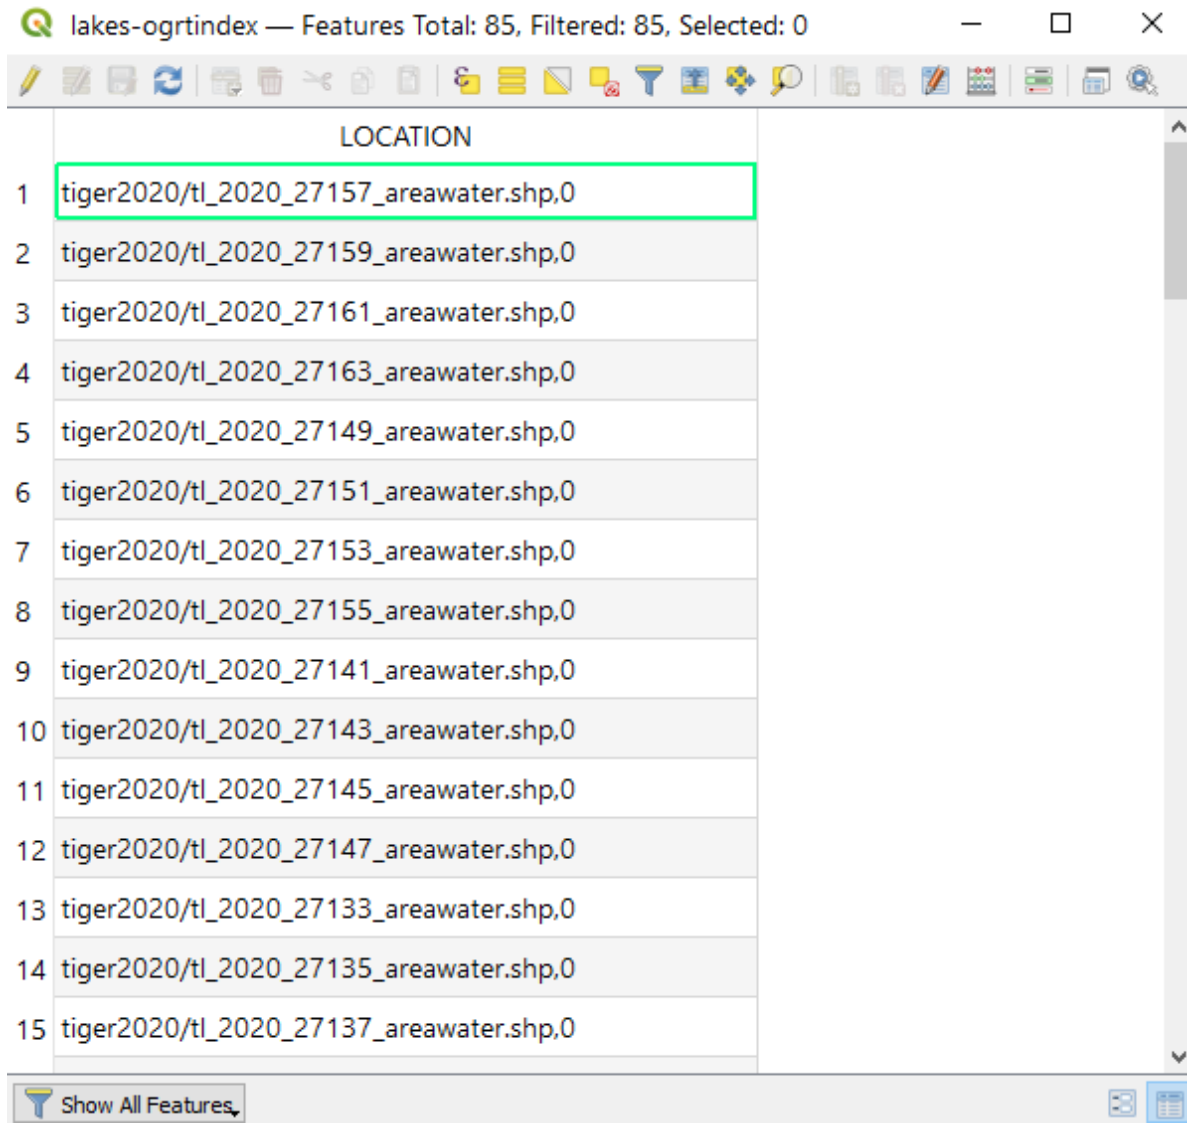 lakes-ogrtindex — Features Total: 85, Filtered: 85, Selected: 0
LOCATION
1 tiger2020/tl_2020_27157_areawater.shp,0
2 tiger2020/tl_2020_27159_areawater.shp,0
3 tiger2020/tl_2020_27161_areawater.shp,0
4 tiger2020/tl_2020_27163_areawater.shp,0
5 tiger2020/tl_2020_27149_areawater.shp,0
6 tiger2020/tl_2020_27151_areawater.shp,0
7 tiger2020/tl_2020_27153_areawater.shp,0
8 tiger2020/tl_2020_27155_areawater.shp,0
9 tiger2020/tl_2020_27141_areawater.shp,0
10 tiger2020/tl_2020_27143_areawater.shp,0
11 tiger2020/tl_2020_27145_areawater.shp,0
12 tiger2020/tl_2020_27147_areawater.shp,0
13 tiger2020/tl_2020_27133_areawater.shp,0
14 tiger2020/tl_2020_27135_areawater.shp,0
15 tiger2020/tl_2020_27137_areawater.shp,0
Show All Features